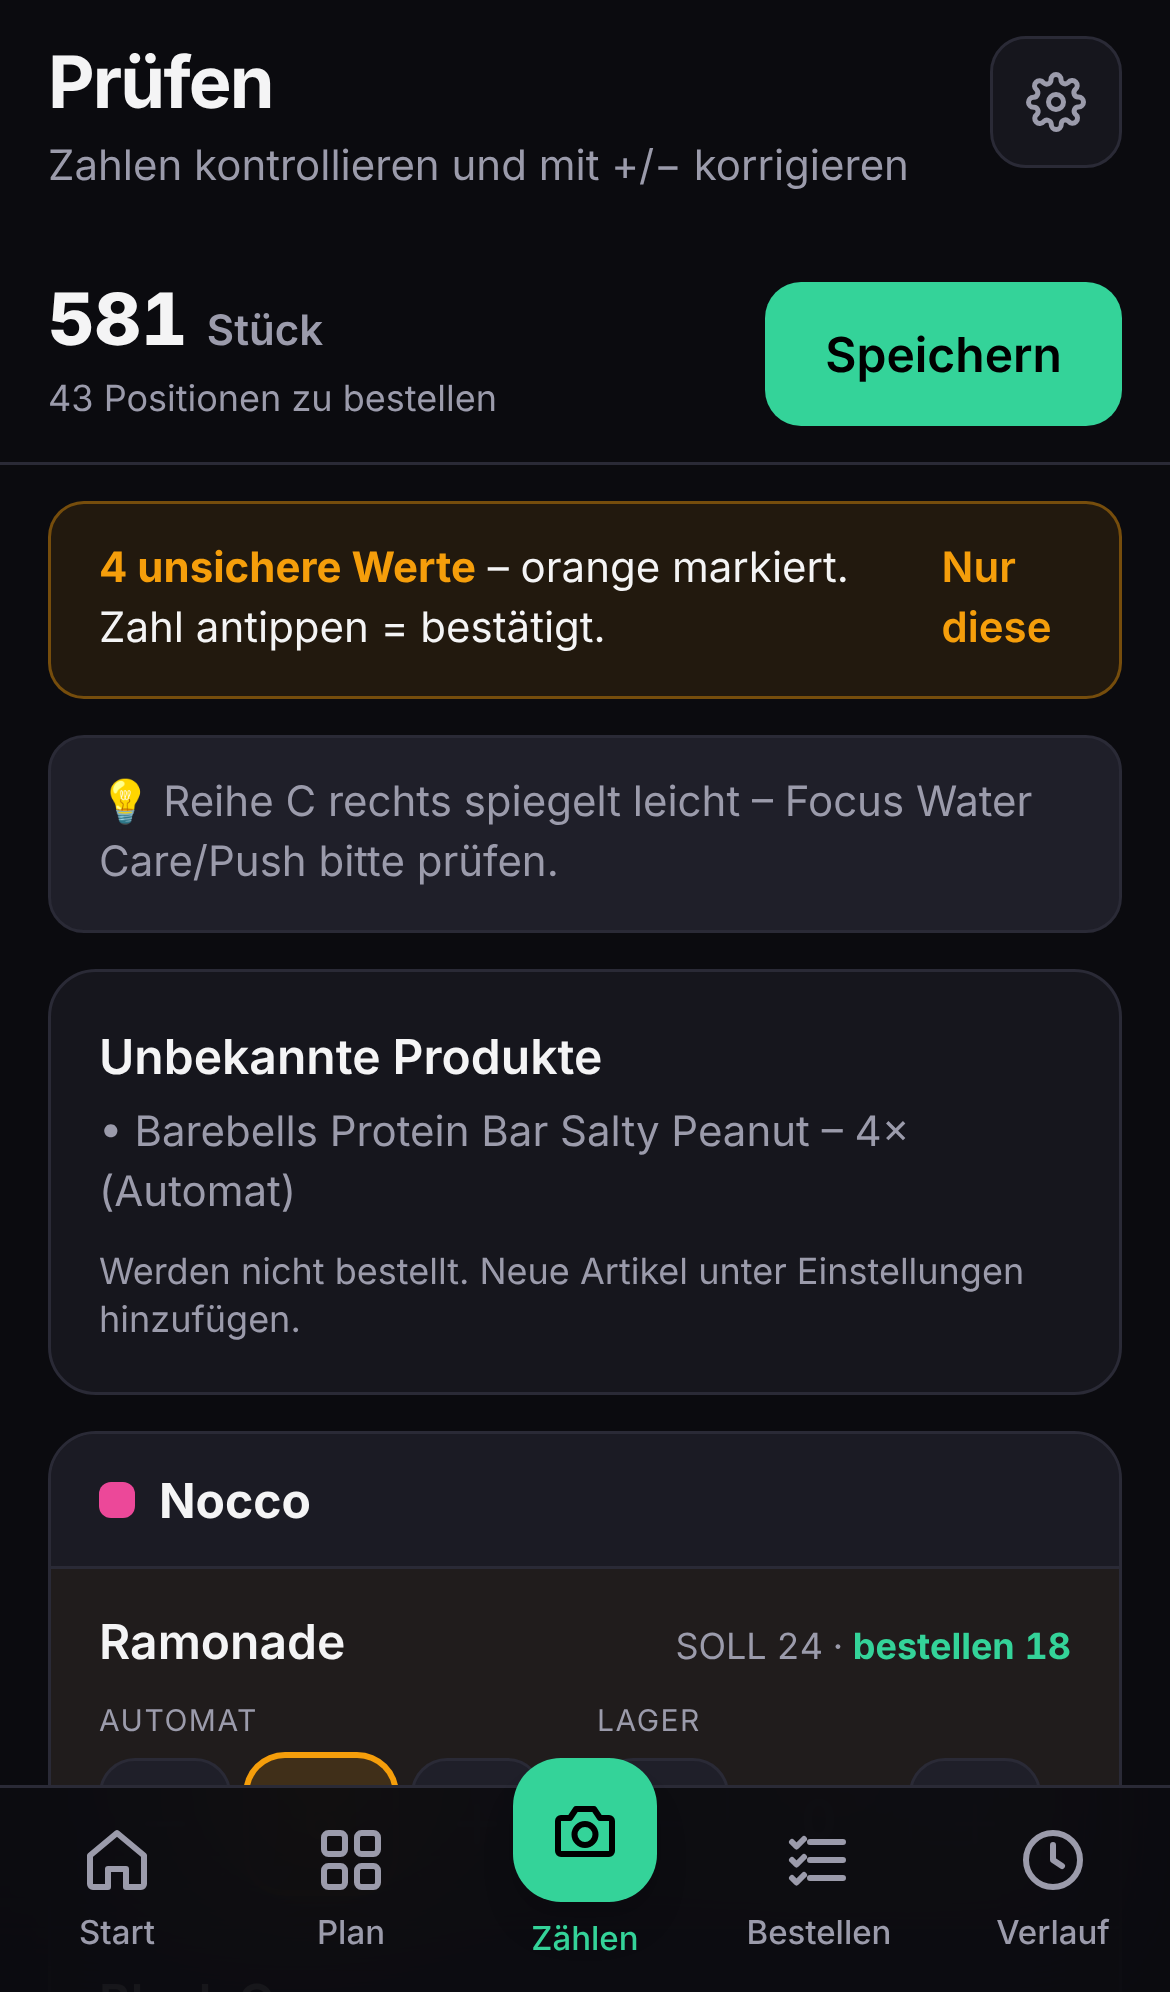 Prüfen
Zahlen kontrollieren und mit +/− korrigieren
581 Stück
43 Positionen zu bestellen
Speichern
4 unsichere Werte – orange markiert.
Zahl antippen = bestätigt.
Nur
diese
💡 Reihe C rechts spiegelt leicht – Focus Water
Care/Push bitte prüfen.
Unbekannte Produkte
• Barebells Protein Bar Salty Peanut – 4×
(Automat)
Werden nicht bestellt. Neue Artikel unter Einstellungen
hinzufügen.
Nocco
Ramonade
SOLL 24 · bestellen 18
AUTOMAT
LAGER
Start
Plan
Zählen
Bestellen
Verlauf